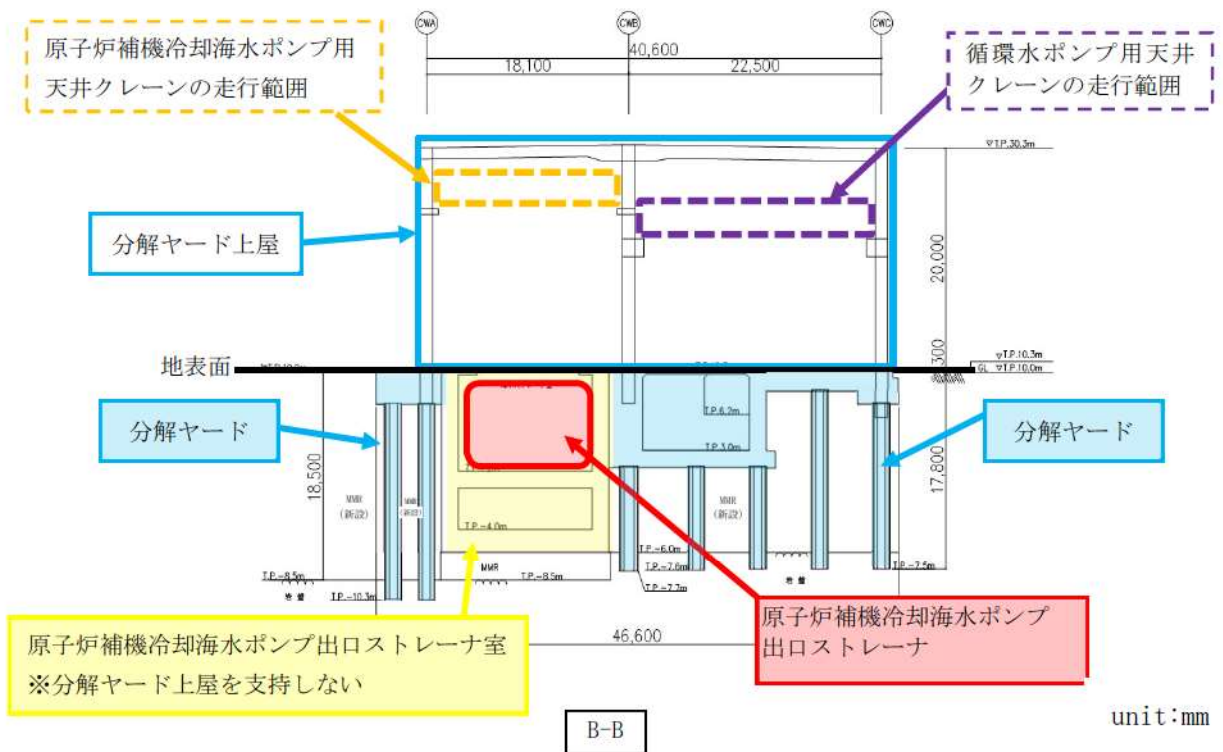 CWA
CWB
CWC
40,600
18,100
22,500
原子炉補機冷却海水ポンプ用
天井クレーンの走行範囲
循環水ポンプ用天井
クレーンの走行範囲
▽T.P.30.3m
分解ヤード上屋
20,000
地表面
300
▽T.P.10.3m
GL ▽T.P.10.0m
分解ヤード
T.P.6.2m
T.P.3.0m
分解ヤード
18,500
17,800
MMR
(新設)
MMR
(新設)
MMR
(新設)
T.P.-4.0m
T.P.-6.0m
T.P.-7.6m
T.P.-7.7m
T.P.-7.5m
T.P.-8.5m
MMR
T.P.-8.5m
岩盤
岩盤
T.P.-10.3m
原子炉補機冷却海水ポンプ出口ストレーナ室
※分解ヤード上屋を支持しない
46,600
原子炉補機冷却海水ポンプ
出口ストレーナ
B-B
unit:mm